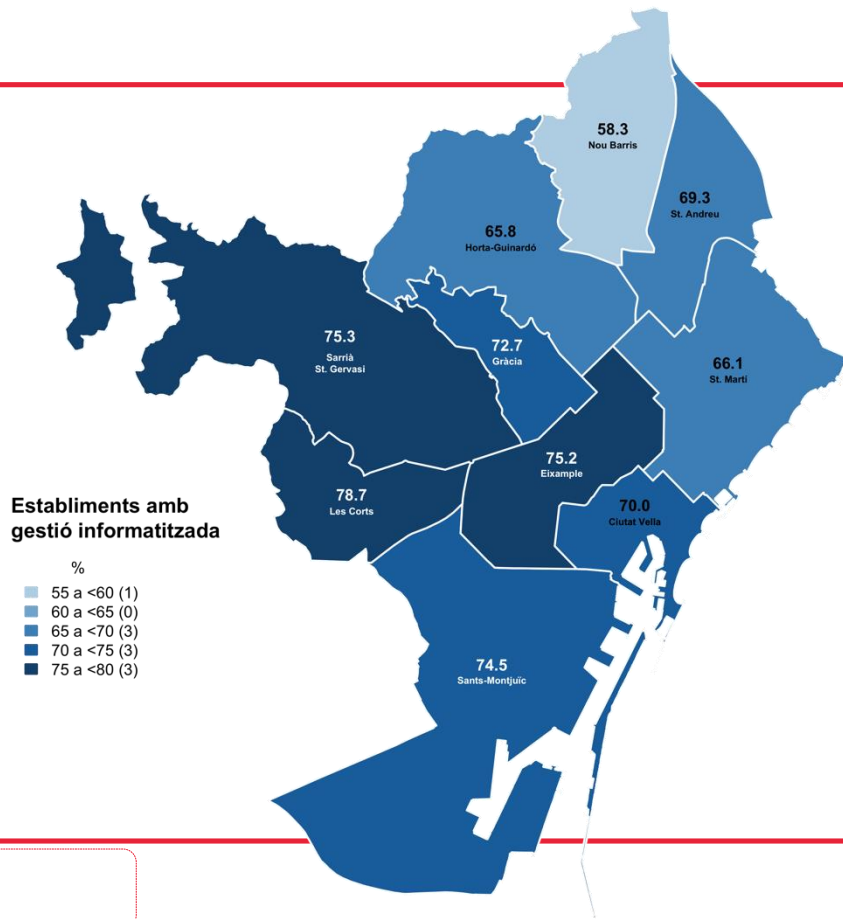 58.3
Nou Barris
69.3
St. Andreu
65.8
Horta-Guinardó
75.3
Sarrià
St. Gervasi
72.7
Gràcia
66.1
St. Martí
75.2
Eixample
78.7
Les Corts
70.0
Ciutat Vella
Establiments amb
gestió informatitzada
%
55 a <60 (1)
60 a <65 (0)
65 a <70 (3)
70 a <75 (3)
75 a <80 (3)
74.5
Sants-Montjuïc